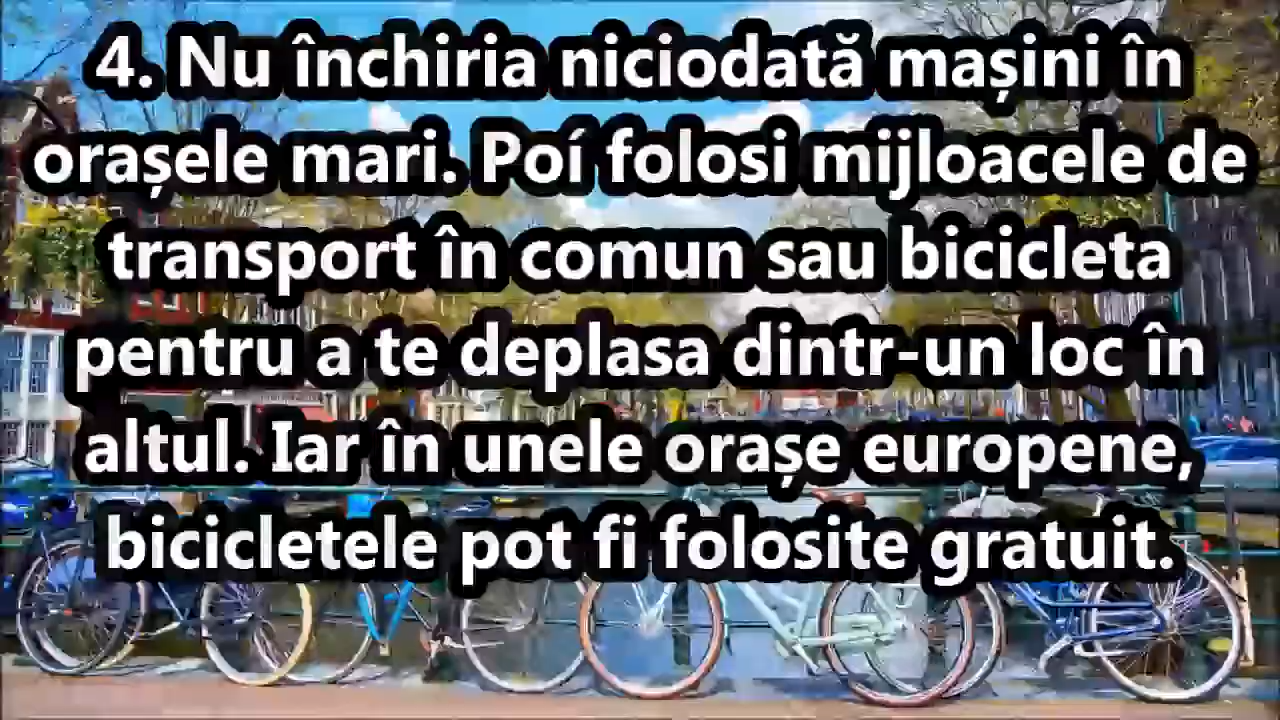 4. Nu închiria niciodată mașini în
orașele mari. Poí folosi mijloacele de
transport în comun sau bicicleta
pentru a te deplasa dintr-un loc în
altul. Iar în unele orașe europene,
bicicletele pot fi folosite gratuit.